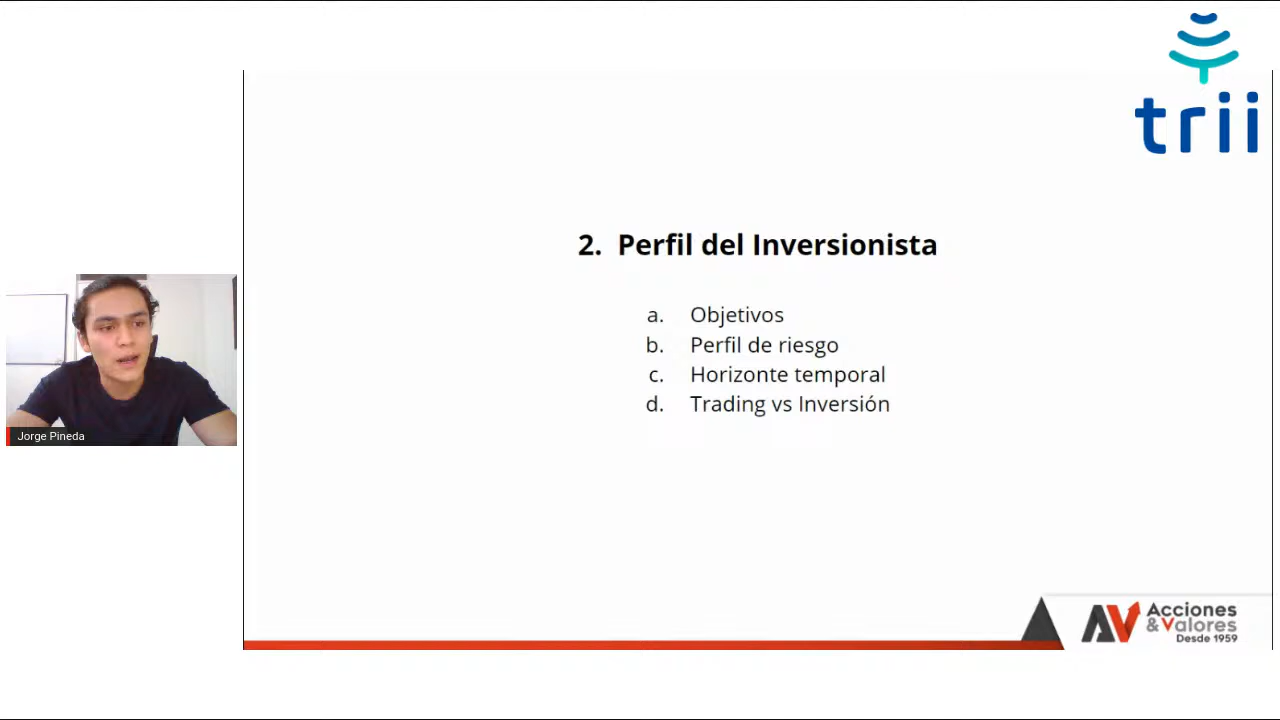 trii
2. Perfil del Inversionista
a. Objetivos
b. Perfil de riesgo
c. Horizonte temporal
d. Trading vs Inversión
Jorge Pineda
AV Acciones
& Valores
Desde 1959